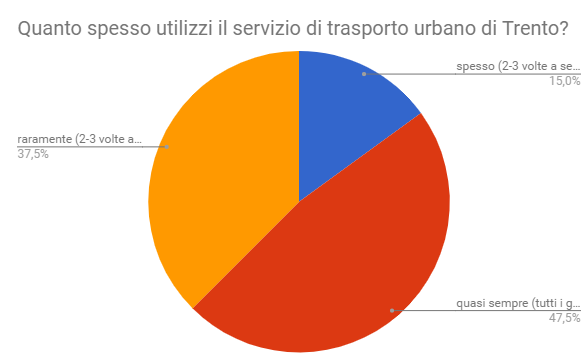 Quanto spesso utilizzi il servizio di trasporto urbano di Trento?
spesso (2-3 volte a se…
15,0%
raramente (2-3 volte a…
37,5%
quasi sempre (tutti i g…
47,5%